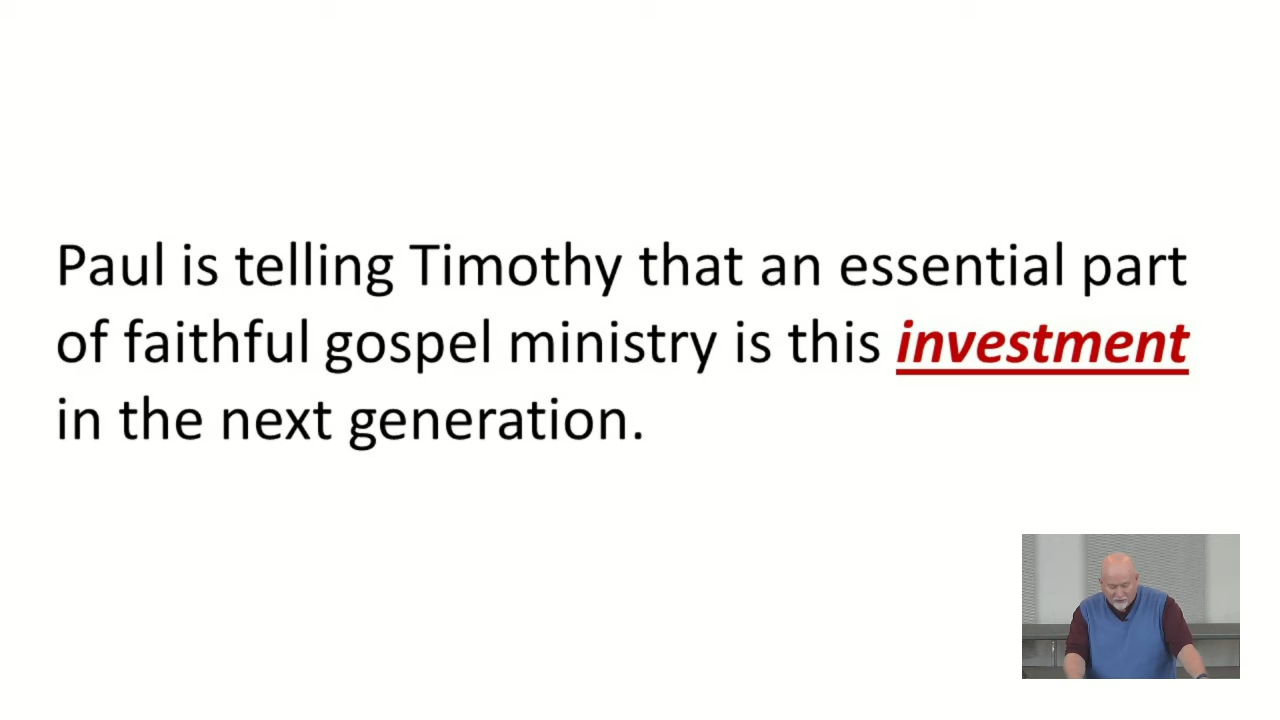 Paul is telling Timothy that an essential part
of faithful gospel ministry is this investment
in the next generation.